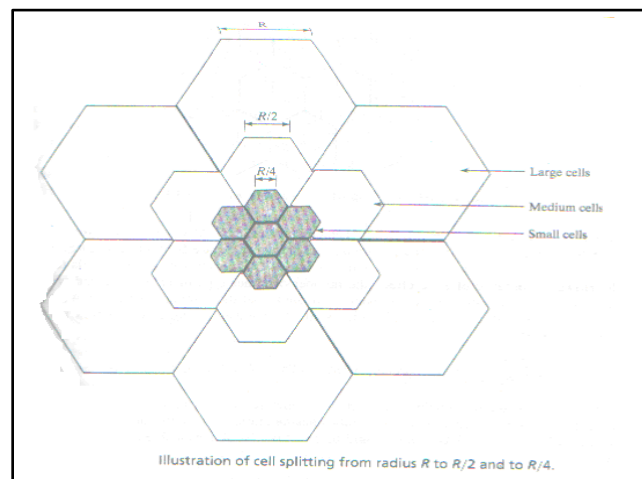 R
R/2
R/4
Large cells
Medium cells
Small cells
Illustration of cell splitting from radius R to R/2 and to R/4.